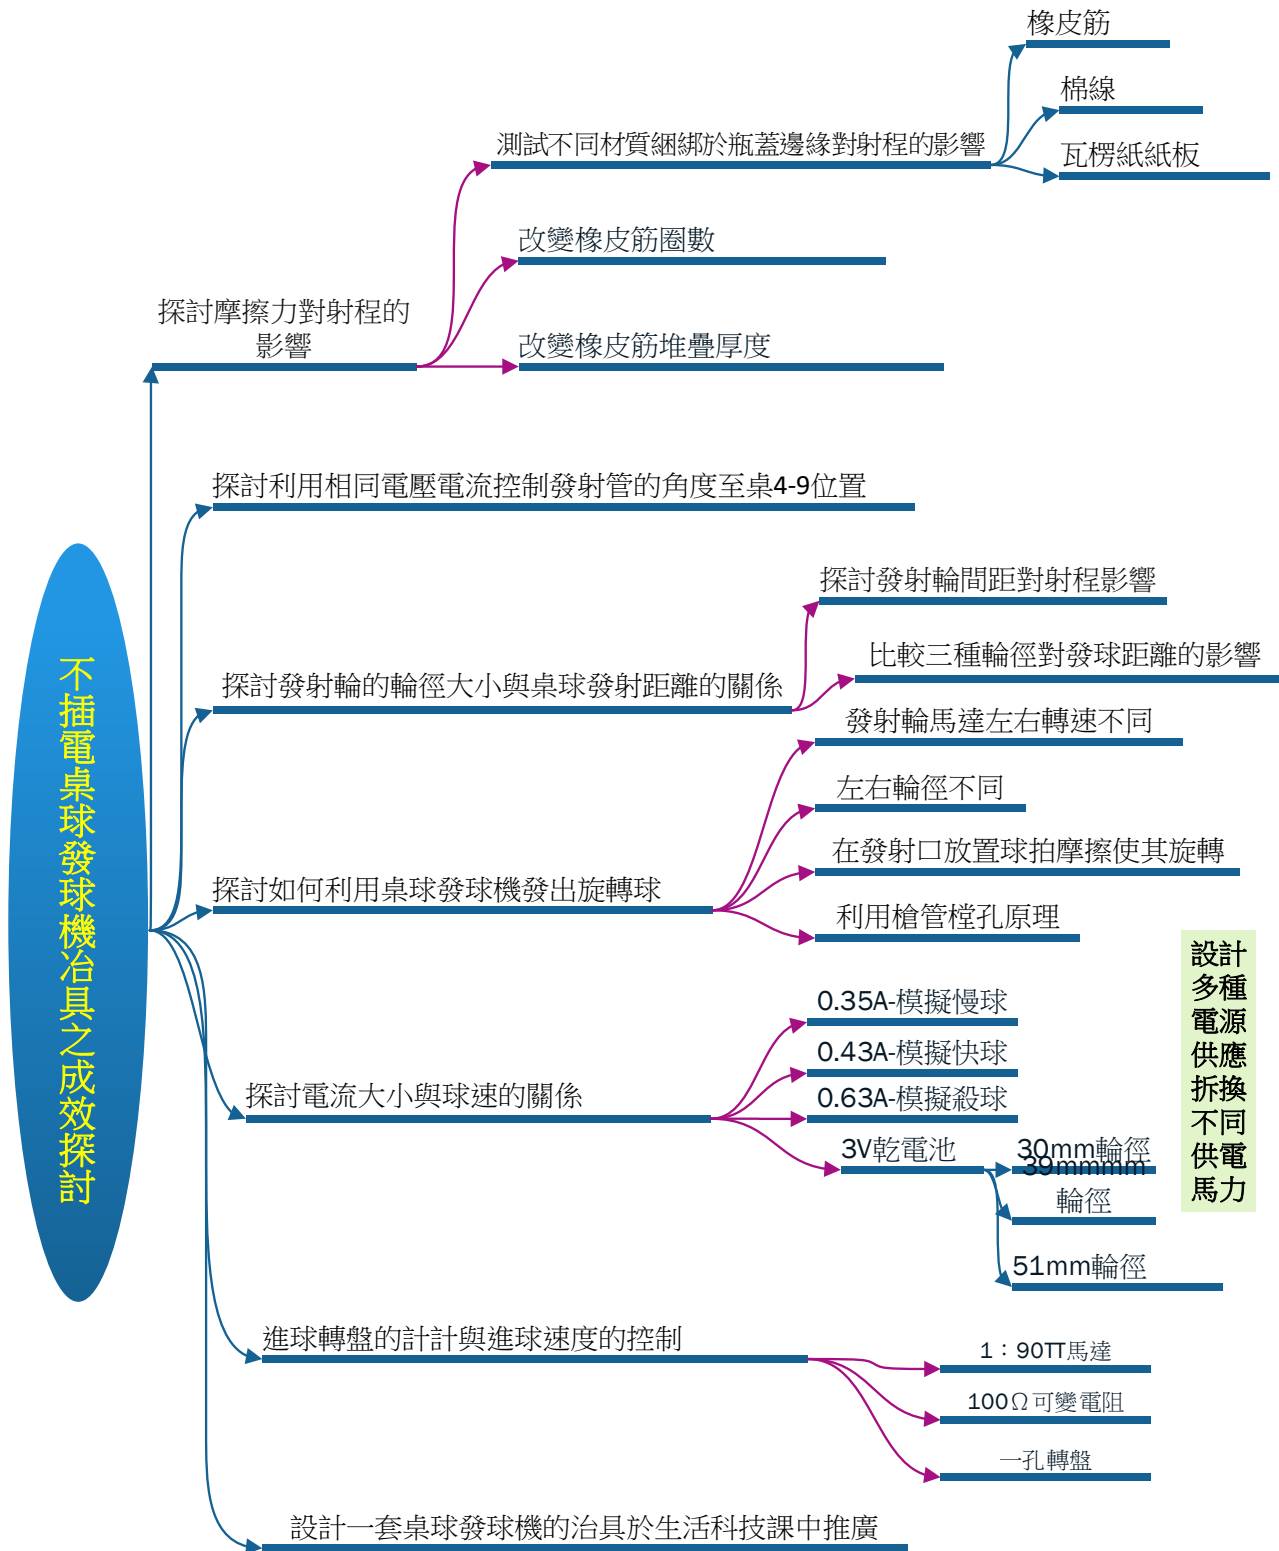 不插電桌球發球機冶具之成效探討
探討摩擦力對射程的
影響
測試不同材質綑綁於瓶蓋邊緣對射程的影響
橡皮筋
棉線
瓦楞紙紙板
改變橡皮筋圈數
改變橡皮筋堆疊厚度
探討利用相同電壓電流控制發射管的角度至桌4-9位置
探討發射輪的輪徑大小與桌球發射距離的關係
探討發射輪間距對射程影響
比較三種輪徑對發球距離的影響
探討如何利用桌球發球機發出旋轉球
發射輪馬達左右轉速不同
左右輪徑不同
在發射口放置球拍摩擦使其旋轉
利用槍管樘孔原理
探討電流大小與球速的關係
0.35A-模擬慢球
0.43A-模擬快球
0.63A-模擬殺球
3V乾電池
30mm輪徑
39mmmm
輪徑
51mm輪徑
設計
多種
電源
供應
拆換
不同
供電
馬力
進球轉盤的計計與進球速度的控制
1：90TT馬達
100Ω可變電阻
一孔轉盤
設計一套桌球發球機的冶具於生活科技課中推廣